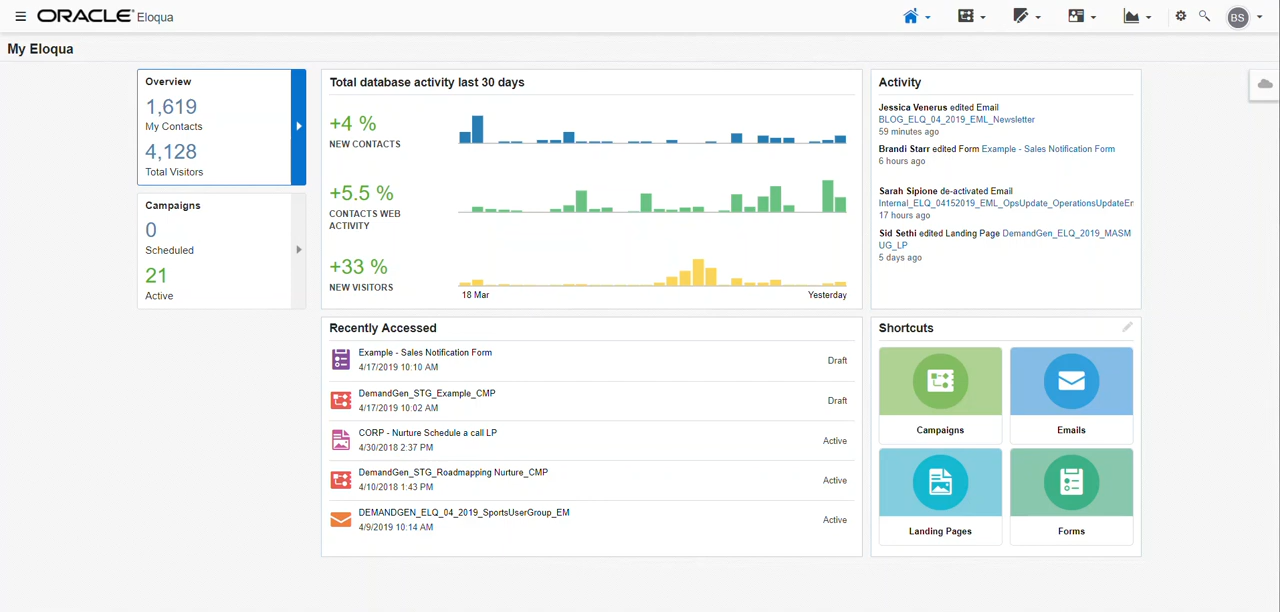 ORACLE Eloqua
BS
My Eloqua
Overview
1,619
My Contacts
4,128
Total Visitors
Campaigns
0
Scheduled
21
Active
Total database activity last 30 days
+4 %
NEW CONTACTS
+5.5 %
CONTACTS WEB
ACTIVITY
+33 %
NEW VISITORS
18 Mar
Yesterday
Activity
Jessica Venerus edited Email
BLOG_ELQ_04_2019_EML_Newsletter
59 minutes ago
Brandi Starr edited Form Example - Sales Notification Form
6 hours ago
Sarah Sipione de-activated Email
Internal_ELQ_04152019_EML_OpsUpdate_OperationsUpdateEr
17 hours ago
Sid Sethi edited Landing Page DemandGen_ELQ_2019_MASM
UG_LP
5 days ago
Recently Accessed
Example - Sales Notification Form
4/17/2019 10:10 AM
Draft
DemandGen_STG_Example_CMP
4/17/2019 10:02 AM
Draft
CORP - Nurture Schedule a call LP
4/30/2018 2:37 PM
Active
DemandGen_STG_Roadmapping Nurture_CMP
4/10/2018 1:43 PM
Active
DEMANDGEN_ELQ_04_2019_SportsUserGroup_EM
4/9/2019 10:14 AM
Active
Shortcuts
Campaigns
Emails
Landing Pages
Forms